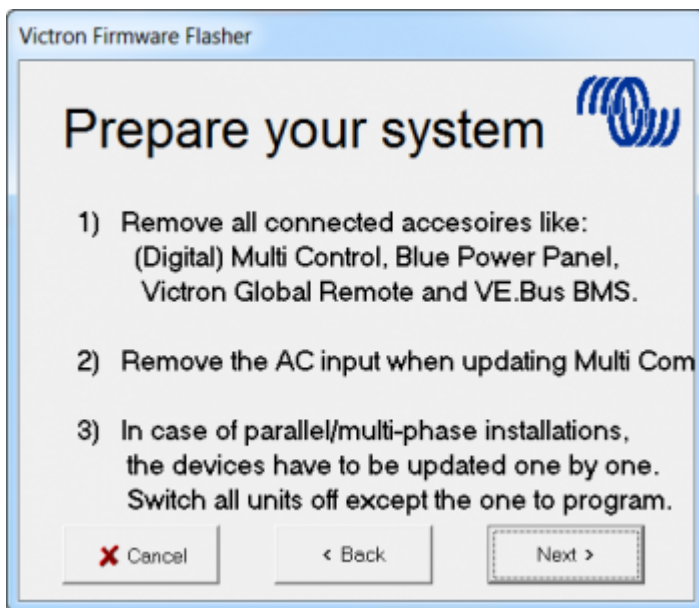 Victron Firmware Flasher
Prepare your system
1) Remove all connected accesoires like:
(Digital) Multi Control, Blue Power Panel,
Victron Global Remote and VE.Bus BMS.
2) Remove the AC input when updating Multi Com
3) In case of parallel/multi-phase installations,
the devices have to be updated one by one.
Switch all units off except the one to program.
Cancel
< Back
Next >